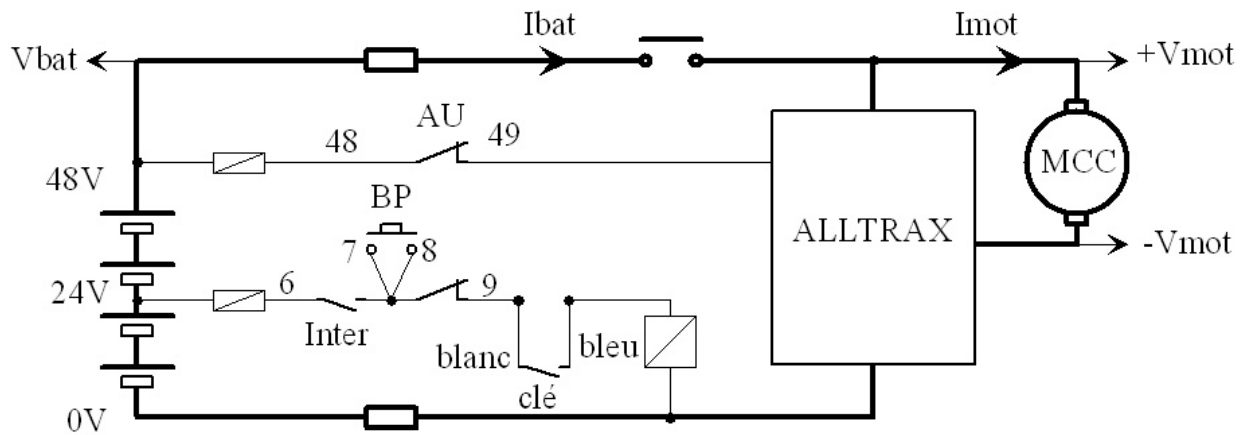 Ibat
Imot
Vbat
+Vmot
AU
48
49
MCC
48V
BP
7
8
ALLTRAX
-Vmot
24V
6
9
Inter
blanc
bleu
clé
0V